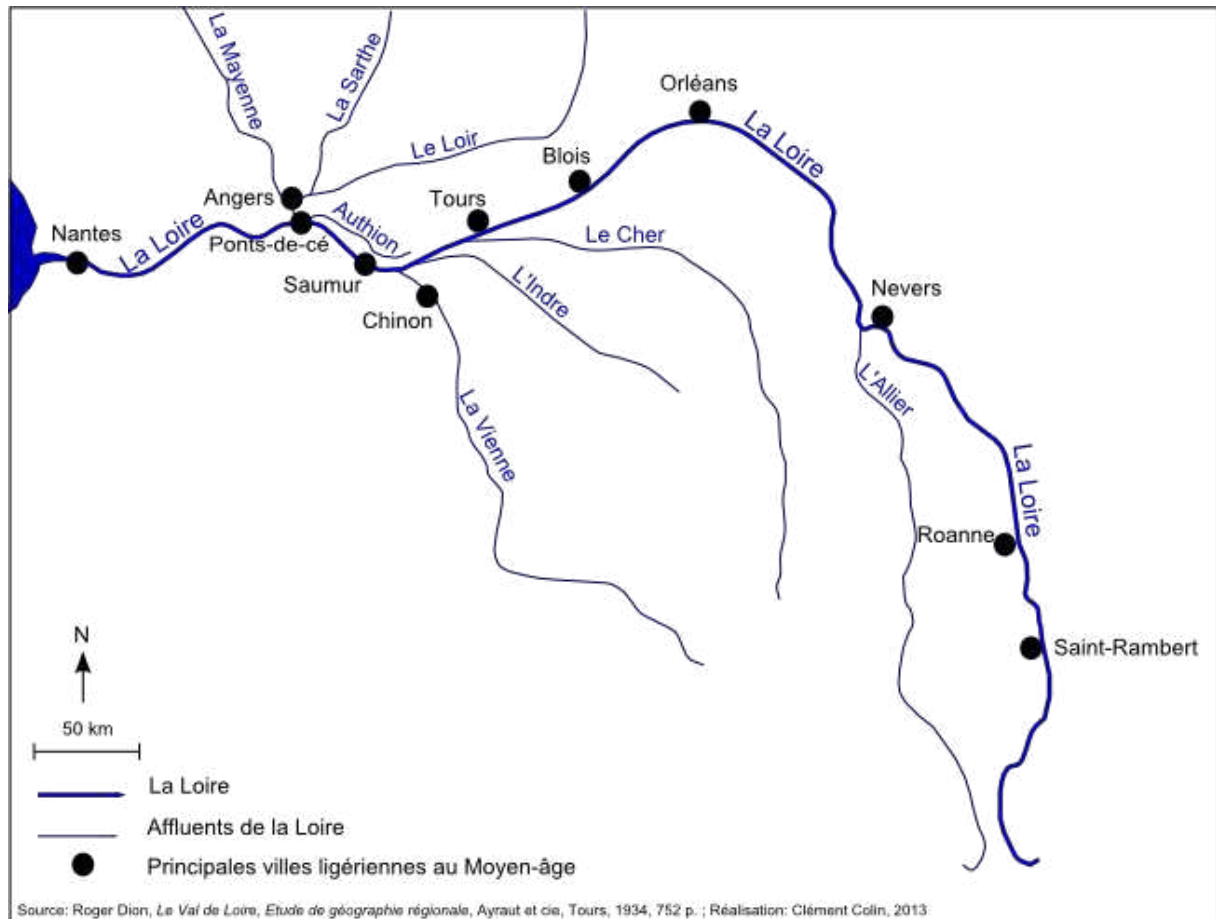 La Mayenne
La Sarthe
Orléans
La Loire
Le Loir
Blois
Angers
Tours
Authion
Nantes
La Loire
Ponts-de-cé
Le Cher
Saumur
L'Indre
Nevers
Chinon
L'Allier
La Vienne
La Loire
Roanne
N
Saint-Rambert
50 km
La Loire
Affluents de la Loire
Principales villes ligériennes au Moyen-âge
Source: Roger Dion, Le Val de Loire, Etude de géographie régionale, Ayraut et cie, Tours, 1934, 752 p. ; Réalisation: Clément Colin, 2013